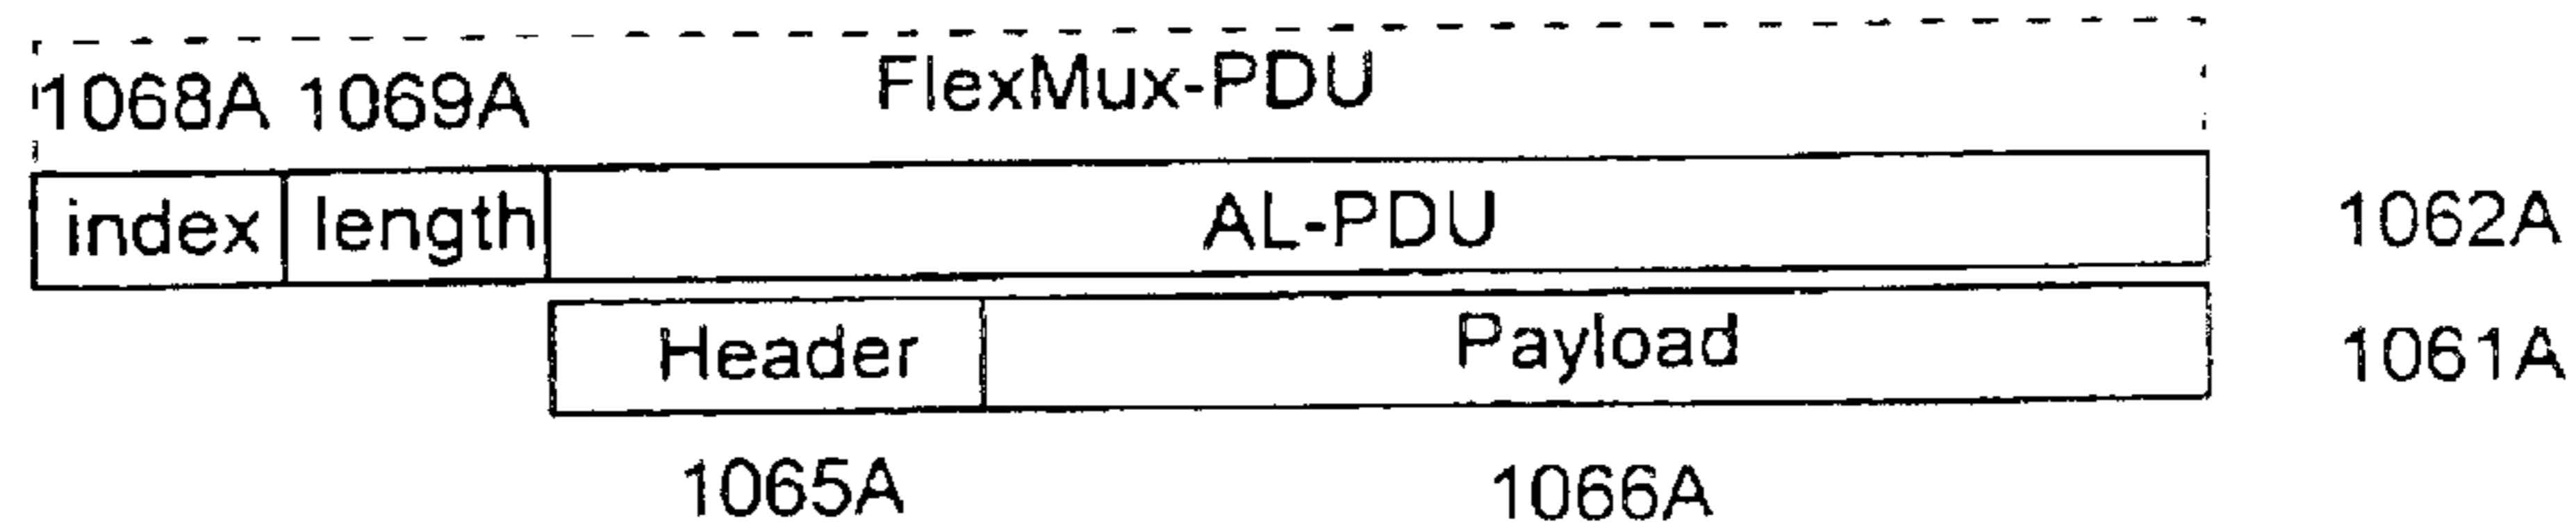 FlexMux-PDU
1068A 1069A
index length AL-PDU 1062A
Header Payload 1061A
1065A 1066A